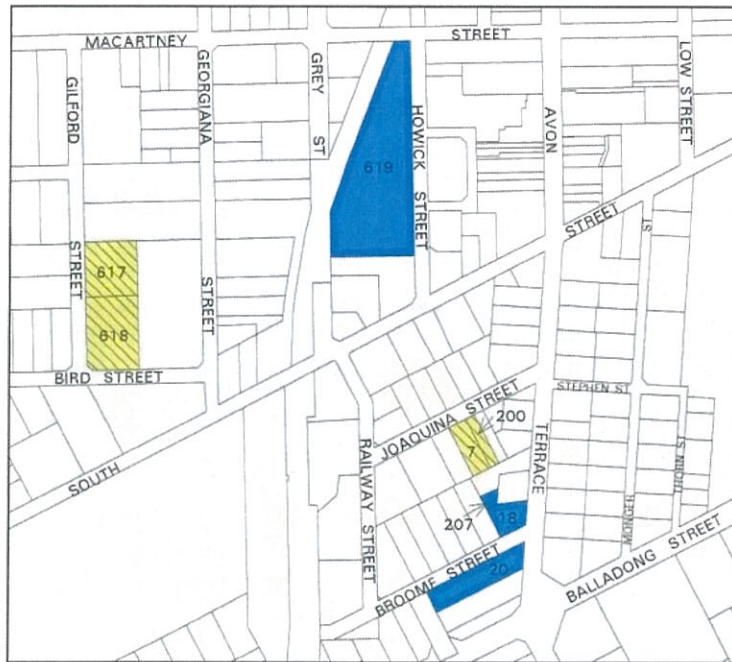 MACARTNEY STREET
GILFORD STREET
GEORGIANA STREET
GREY ST
HOWICK STREET
AVON TERRACE
LOW STREET
619
617
618
BIRD STREET
SOUTH STREET
ST
STEPHEN ST
JOAQUINA STREET
200
7
RAILWAY STREET
207
18
20
BROOME STREET
BALLADONG STREET